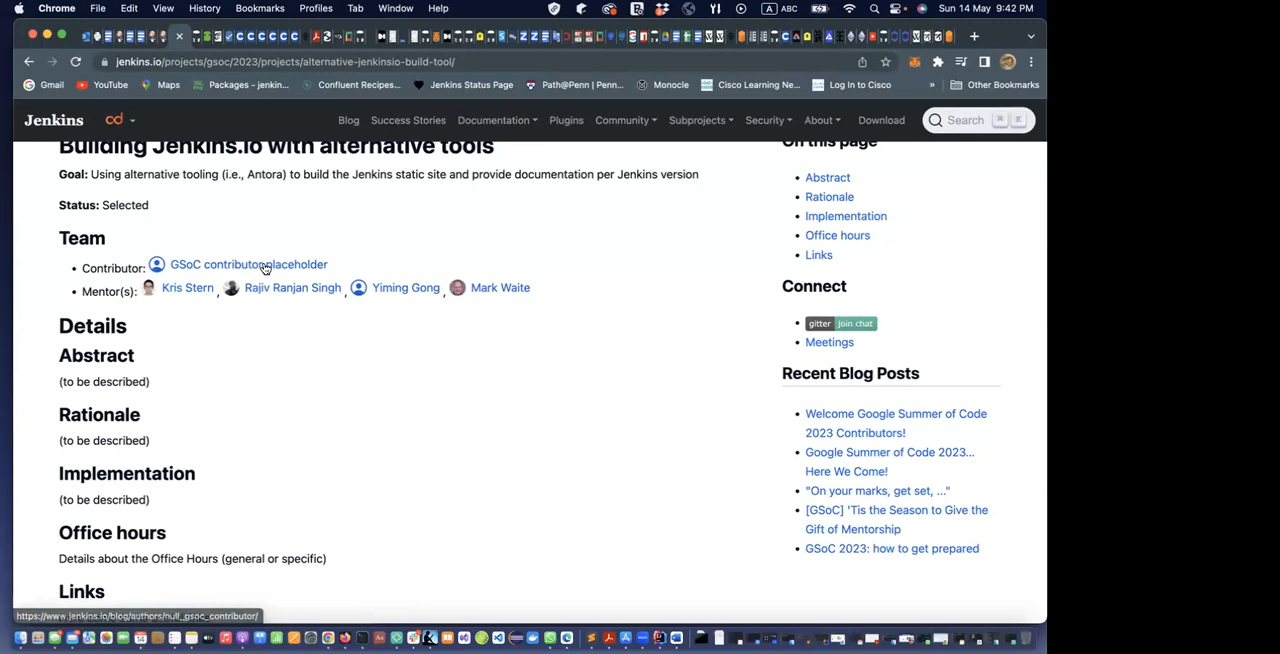 Chrome File Edit View History Bookmarks Profiles Tab Window Help A ABC Sun 14 May 9:42 PM
jenkins.io/projects/gsoc/2023/projects/alternative-jenkinsio-build-tool/
Gmail YouTube Maps Packages - jenkin... Confluent Recipes... Jenkins Status Page Path@Penn | Penn... Monocle Cisco Learning Ne... Log In to Cisco » Other Bookmarks
Jenkins cd Blog Success Stories Documentation Plugins Community Subprojects Security About Download Search K
Building Jenkins.io with alternative tools
Goal: Using alternative tooling (i.e., Antora) to build the Jenkins static site and provide documentation per Jenkins version
Status: Selected
Team
• Contributor: GSoC contributor placeholder
• Mentor(s): Kris Stern , Rajiv Ranjan Singh , Yiming Gong , Mark Waite
Details
Abstract
(to be described)
Rationale
(to be described)
Implementation
(to be described)
Office hours
Details about the Office Hours (general or specific)
Links
On this page
• Abstract
• Rationale
• Implementation
• Office hours
• Links
Connect
• gitter join chat
• Meetings
Recent Blog Posts
• Welcome Google Summer of Code
2023 Contributors!
• Google Summer of Code 2023...
Here We Come!
• "On your marks, get set, ..."
• [GSoC] 'Tis the Season to Give the
Gift of Mentorship
• GSoC 2023: how to get prepared
https://www.jenkins.io/blog/authors/null_gsoc_contributor/